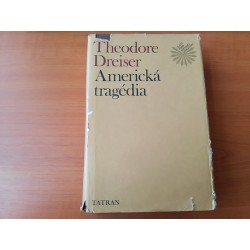 Theodore
Dreiser
Americká
tragédia
TATRAN